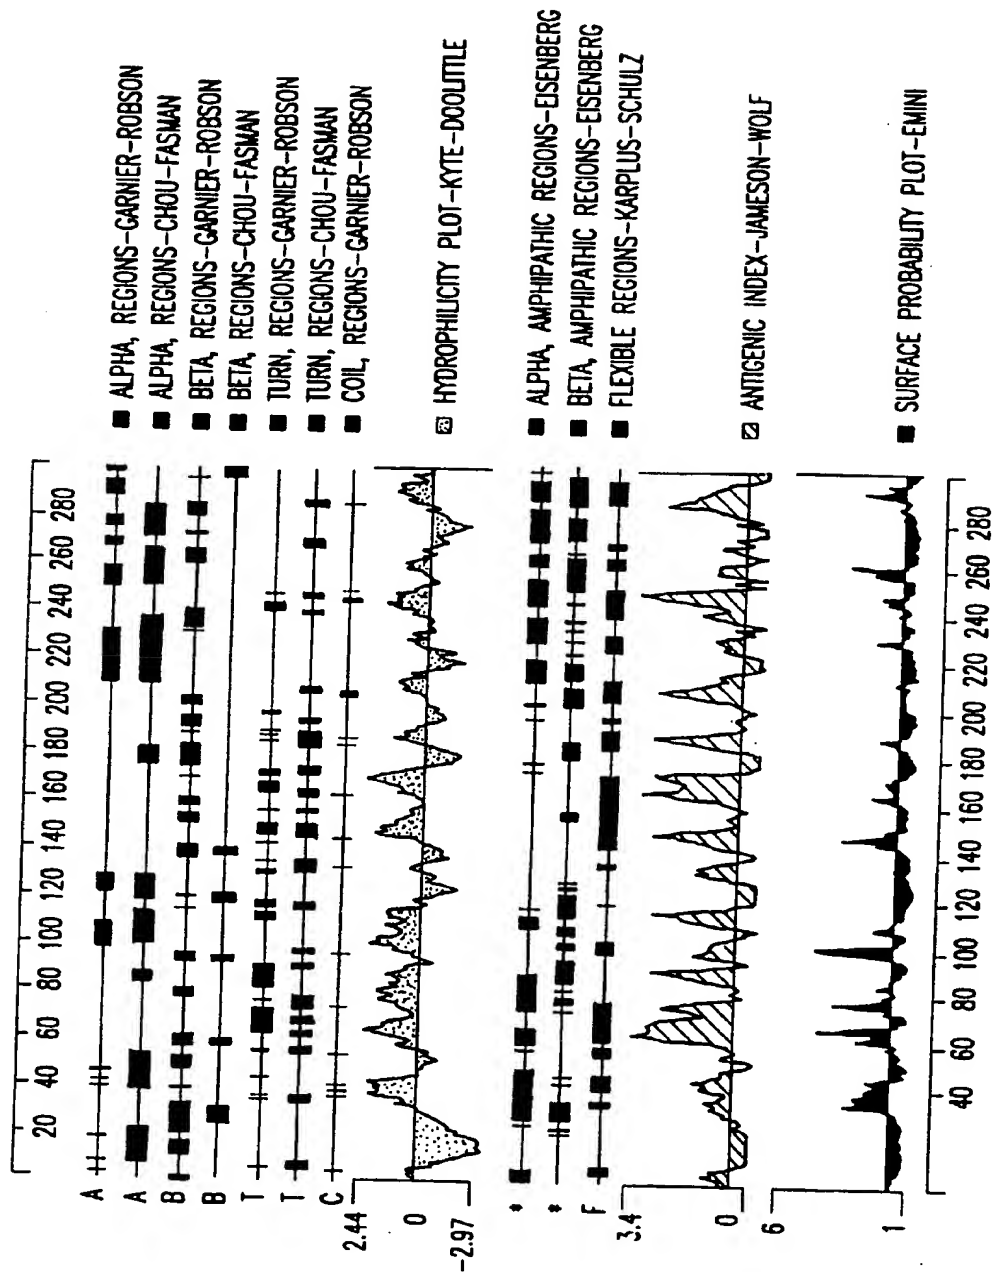 20 40 60 80 100 120 140 160 180 200 220 240 260 280
A ALPHA, REGIONS-GARNIER-ROBSON
A ALPHA, REGIONS-CHOU-FASMAN
B BETA, REGIONS-GARNIER-ROBSON
B BETA, REGIONS-CHOU-FASMAN
T TURN, REGIONS-GARNIER-ROBSON
T TURN, REGIONS-CHOU-FASMAN
C COIL, REGIONS-GARNIER-ROBSON
2.44
0 HYDROPHILICITY PLOT-KYTE-DOOLITTLE
-2.97
* ALPHA, AMPHIPATHIC REGIONS-EISENBERG
* BETA, AMPHIPATHIC REGIONS-EISENBERG
F FLEXIBLE REGIONS-KARPLUS-SCHULZ
3.4
0 ANTIGENIC INDEX-JAMESON-WOLF
6
1 SURFACE PROBABILITY PLOT-EMINI
40 60 80 100 120 140 160 180 200 220 240 260 280